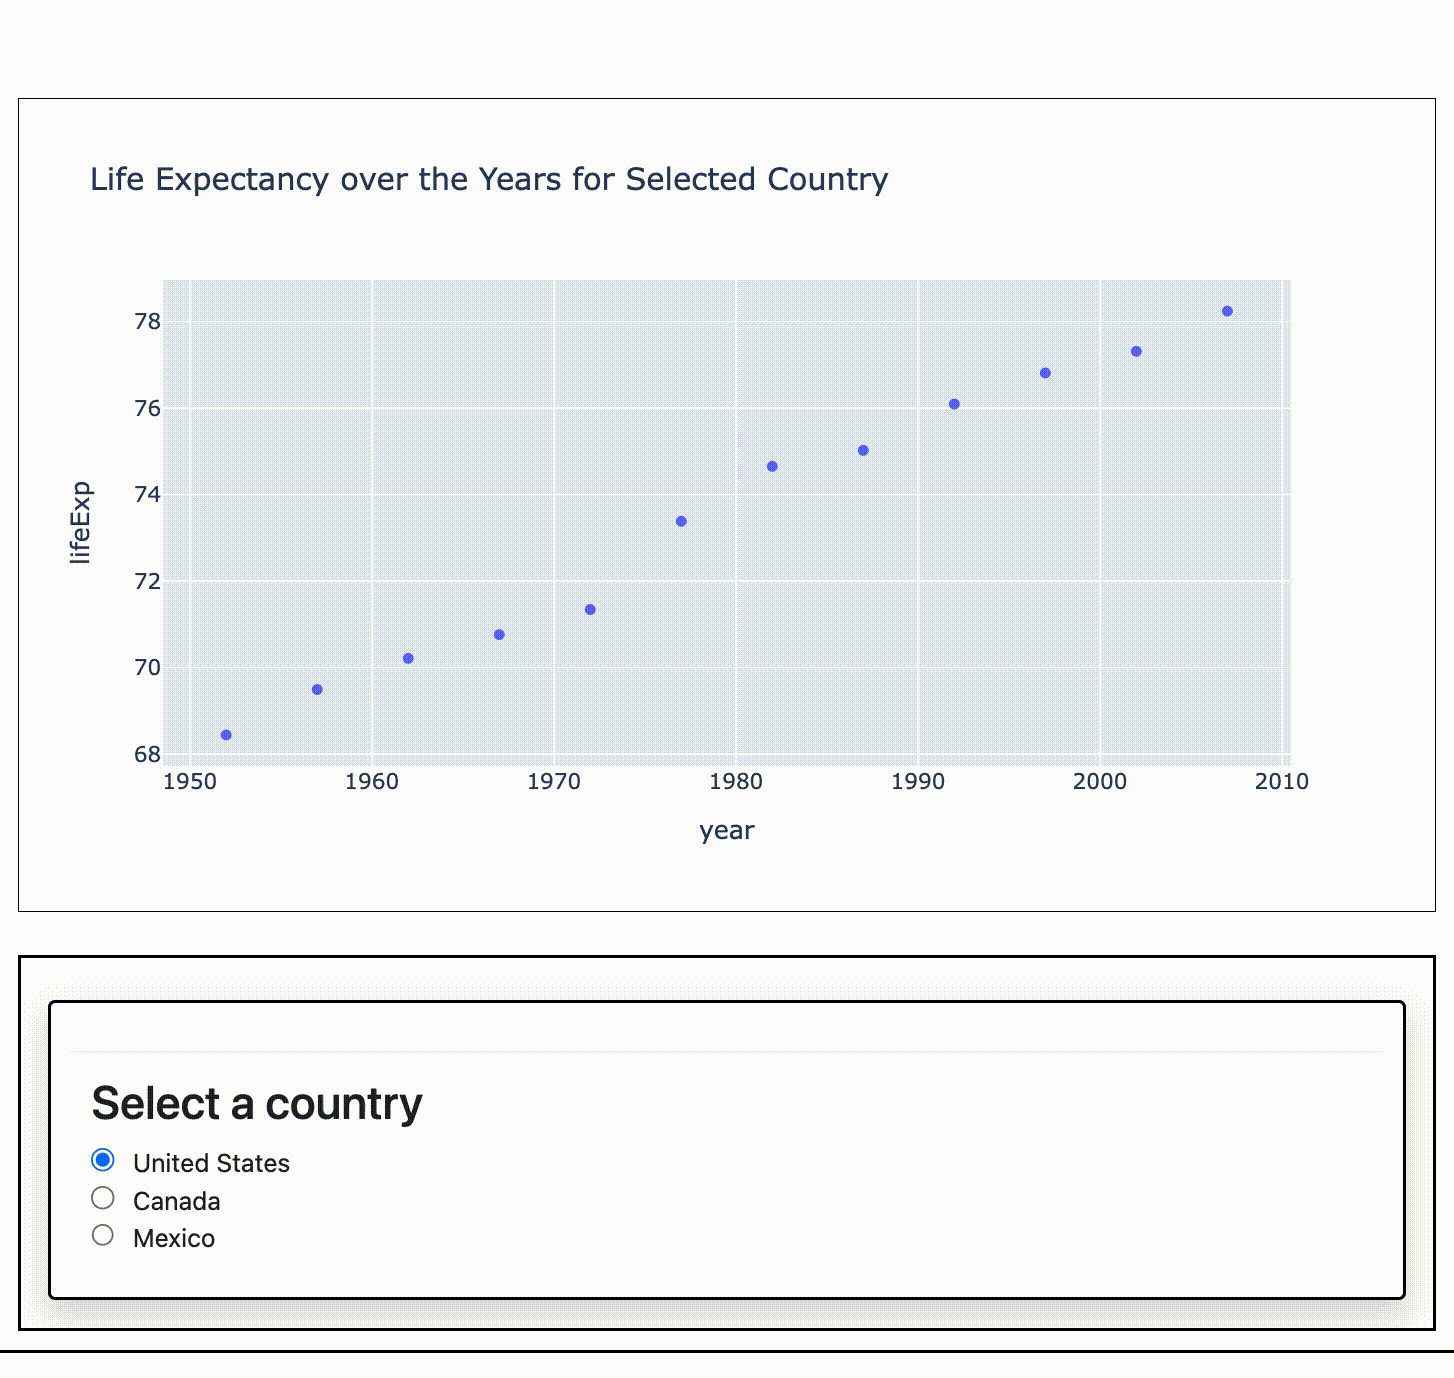 Life Expectancy over the Years for Selected Country
78
76
74
72
70
68
lifeExp
1950 1960 1970 1980 1990 2000 2010
year
Select a country
United States
Canada
Mexico